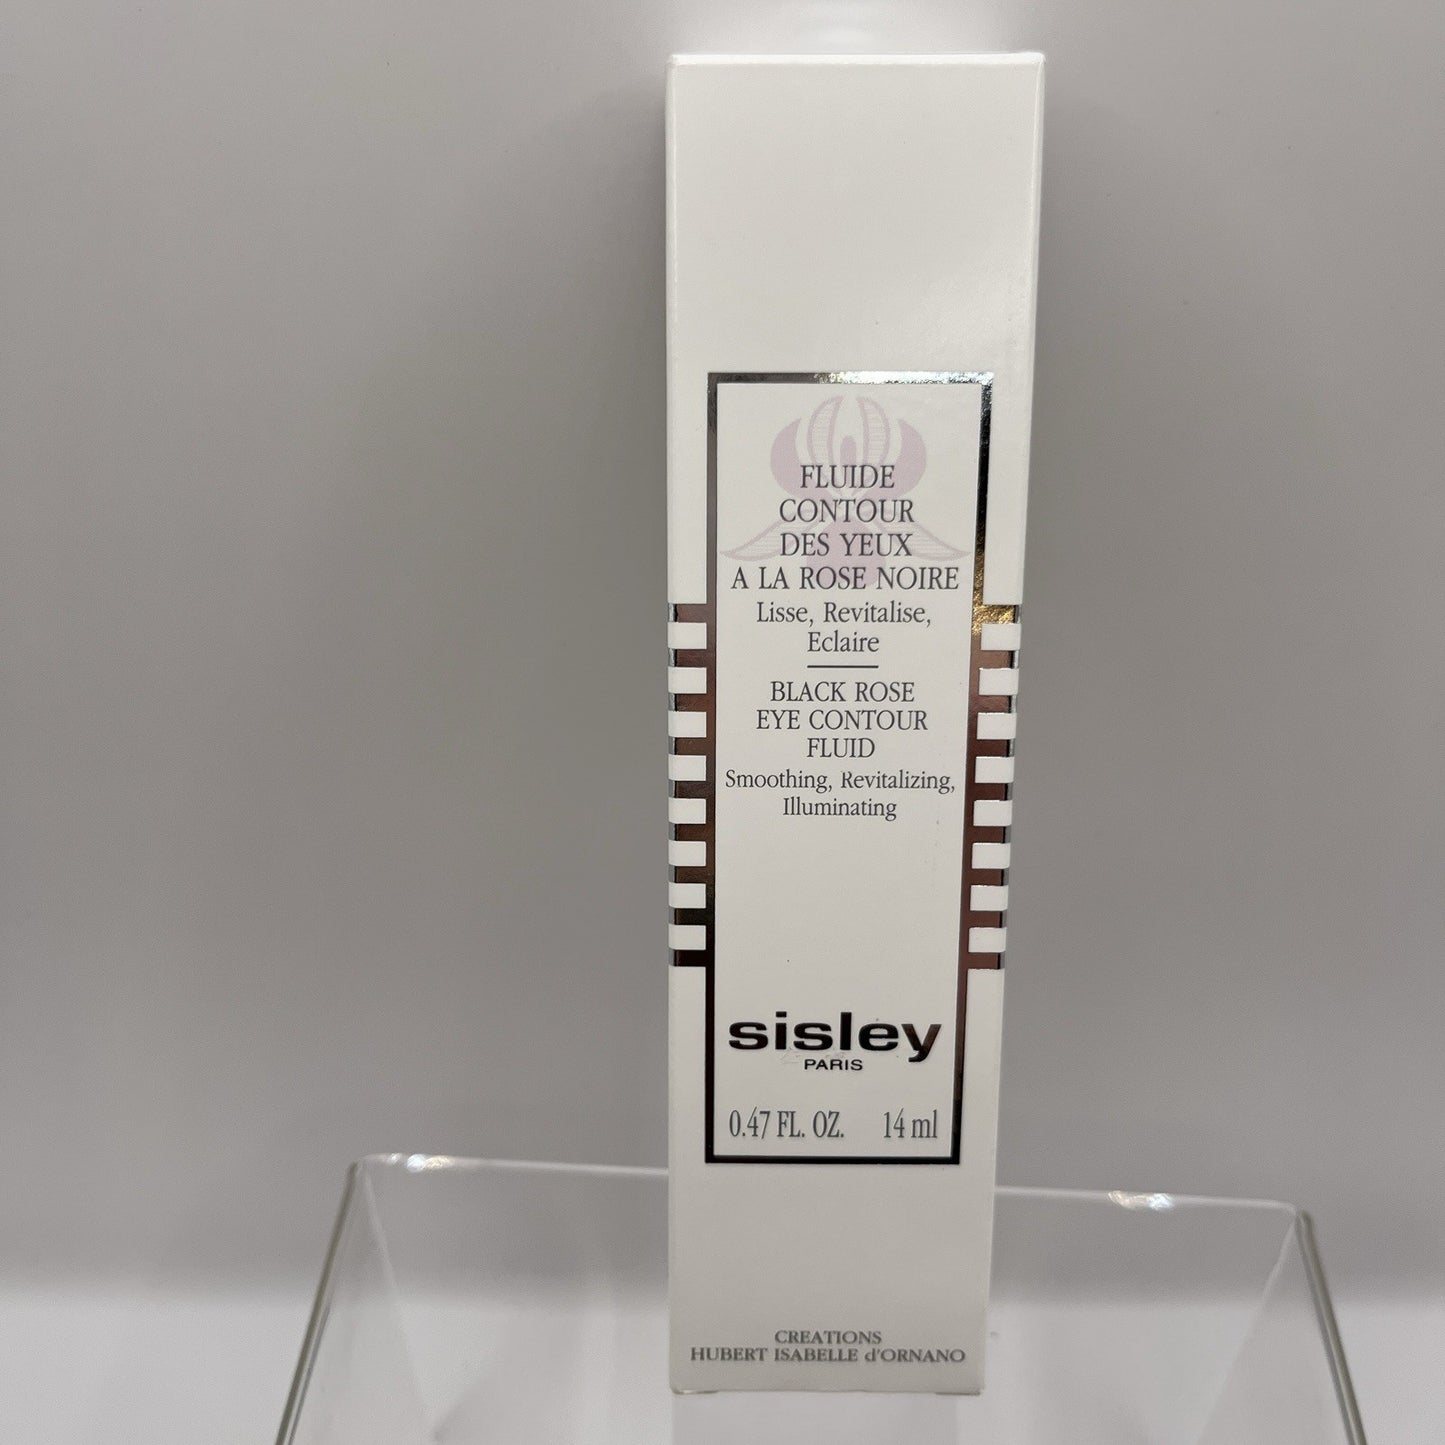 FLUIDE
CONTOUR
DES YEUX
A LA ROSE NOIRE
Lisse, Revitalise,
Eclaire
BLACK ROSE
EYE CONTOUR
FLUID
Smoothing, Revitalizing,
Illuminating
sisley
PARIS
0.47 FL. OZ. 14 ml
CREATIONS
HUBERT ISABELLE d'ORNANO